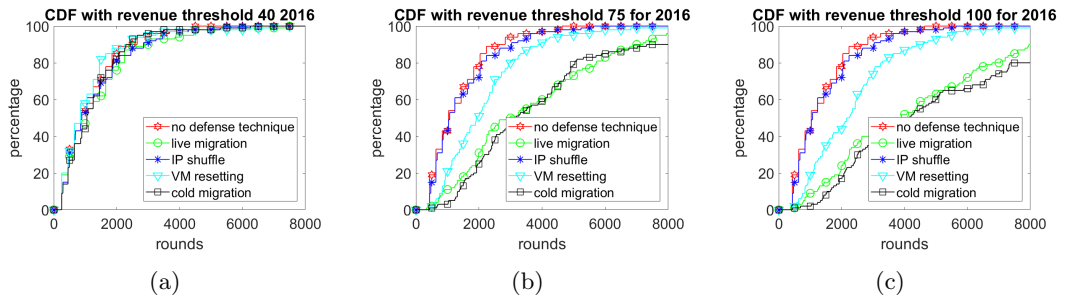 CDF with revenue threshold 40 2016
100
80
60
40
20
0
percentage
no defense technique
live migration
IP shuffle
VM resetting
cold migration
0 2000 4000 6000 8000
rounds
(a)
CDF with revenue threshold 75 for 2016
100
80
60
40
20
0
percentage
no defense technique
live migration
IP shuffle
VM resetting
cold migration
0 2000 4000 6000 8000
rounds
(b)
CDF with revenue threshold 100 for 2016
100
80
60
40
20
0
percentage
no defense technique
live migration
IP shuffle
VM resetting
cold migration
0 2000 4000 6000 8000
rounds
(c)